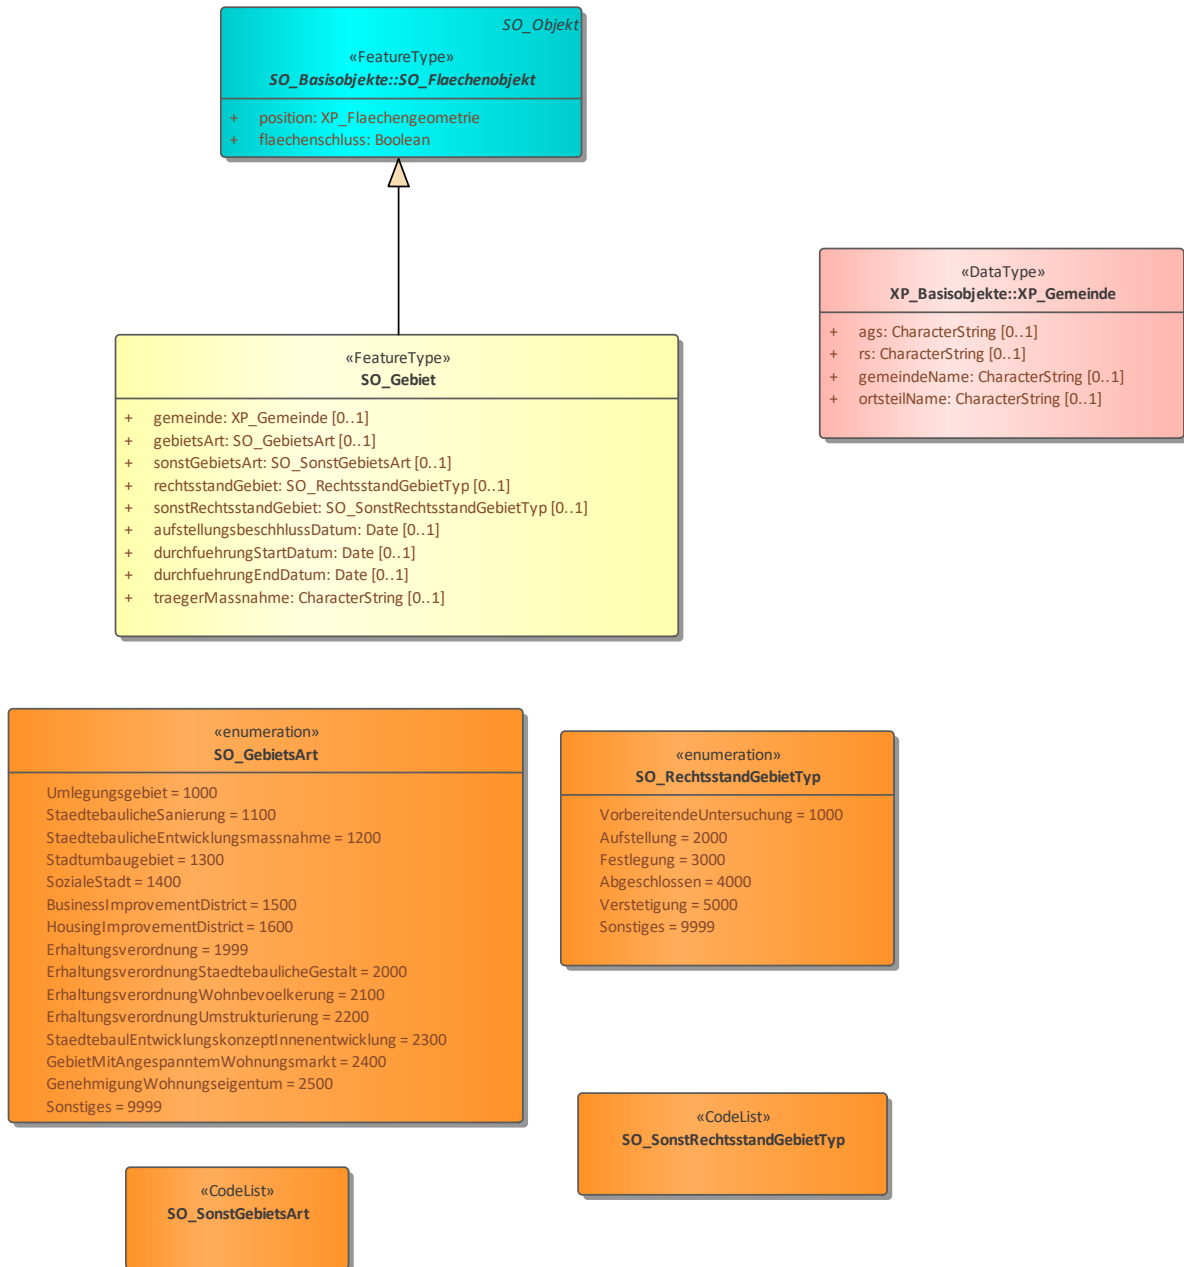 SO_Objekt
«FeatureType»
SO_Basisobjekte::SO_Flaechenobjekt
+ position: XP_Flaechengeometrie
+ flaechenschluss: Boolean
«DataType»
XP_Basisobjekte::XP_Gemeinde
+ ags: CharacterString [0..1]
+ rs: CharacterString [0..1]
+ gemeindeName: CharacterString [0..1]
+ ortsteilName: CharacterString [0..1]
«FeatureType»
SO_Gebiet
+ gemeinde: XP_Gemeinde [0..1]
+ gebietsArt: SO_GebietsArt [0..1]
+ sonstGebietsArt: SO_SonstGebietsArt [0..1]
+ rechtsstandGebiet: SO_RechtsstandGebietTyp [0..1]
+ sonstRechtsstandGebiet: SO_SonstRechtsstandGebietTyp [0..1]
+ aufstellungsbeschhlussDatum: Date [0..1]
+ durchfuehrungStartDatum: Date [0..1]
+ durchfuehrungEndDatum: Date [0..1]
+ traegerMassnahme: CharacterString [0..1]
«enumeration»
SO_GebietsArt
Umlegungsgebiet = 1000
StaedtebaulicheSanierung = 1100
StaedtebaulicheEntwicklungsmassnahme = 1200
Stadtumbaugebiet = 1300
SozialeStadt = 1400
BusinessImprovementDistrict = 1500
HousingImprovementDistrict = 1600
Erhaltungsverordnung = 1999
ErhaltungsverordnungStaedtebaulicheGestalt = 2000
ErhaltungsverordnungWohnbevoelkerung = 2100
ErhaltungsverordnungUmstrukturierung = 2200
StaedtebaulEntwicklungskonzeptInnenentwicklung = 2300
GebietMitAngespanntemWohnungsmarkt = 2400
GenehmigungWohnungseigentum = 2500
Sonstiges = 9999
«enumeration»
SO_RechtsstandGebietTyp
VorbereitendeUntersuchung = 1000
Aufstellung = 2000
Festlegung = 3000
Abgeschlossen = 4000
Verstetigung = 5000
Sonstiges = 9999
«CodeList»
SO_SonstRechtsstandGebietTyp
«CodeList»
SO_SonstGebietsArt